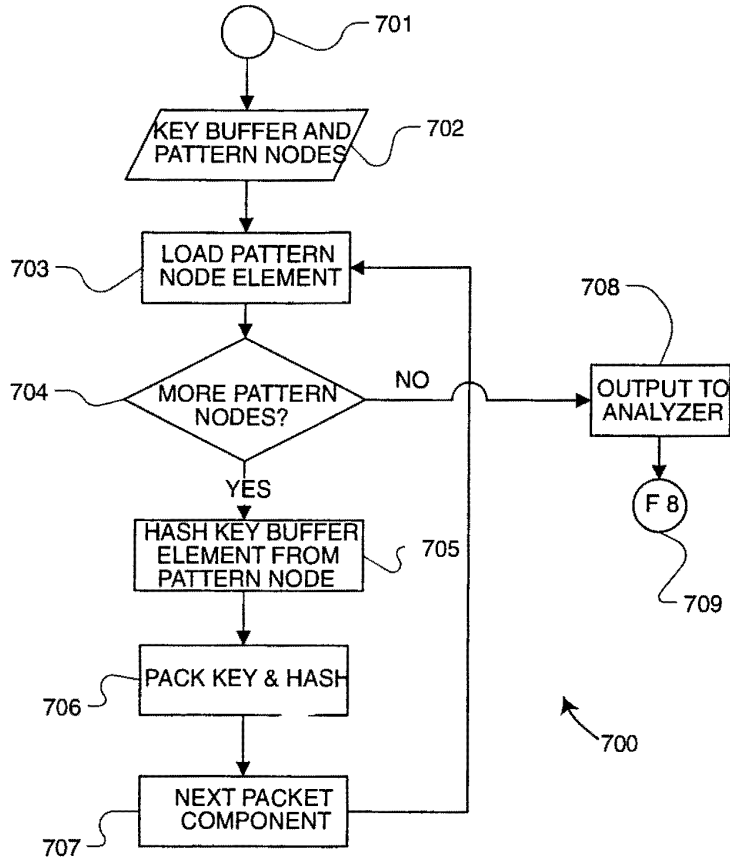 701
KEY BUFFER AND
PATTERN NODES
702
LOAD PATTERN
NODE ELEMENT
703
708
704
MORE PATTERN
NODES?
NO
OUTPUT TO
ANALYZER
YES
F 8
HASH KEY BUFFER
ELEMENT FROM
PATTERN NODE
705
709
PACK KEY & HASH
706
700
NEXT PACKET
COMPONENT
707